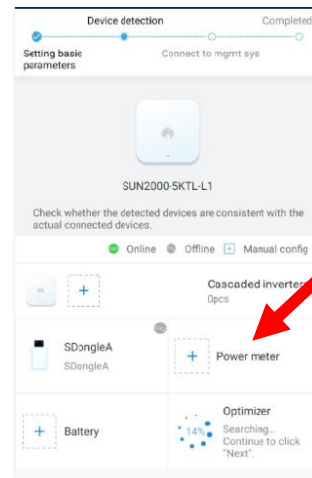 Device detection
Completed
Setting basic
parameters
Connect to mgmt sys
SUN2000-5KTL-L1
Check whether the detected devices are consistent with the
actual connected devices.
Online
Offline
Manual config
Cascaded inverters
0pcs
SDongleA
SDongleA
Power meter
Battery
14%
Optimizer
Searching...
Continue to click
"Next".